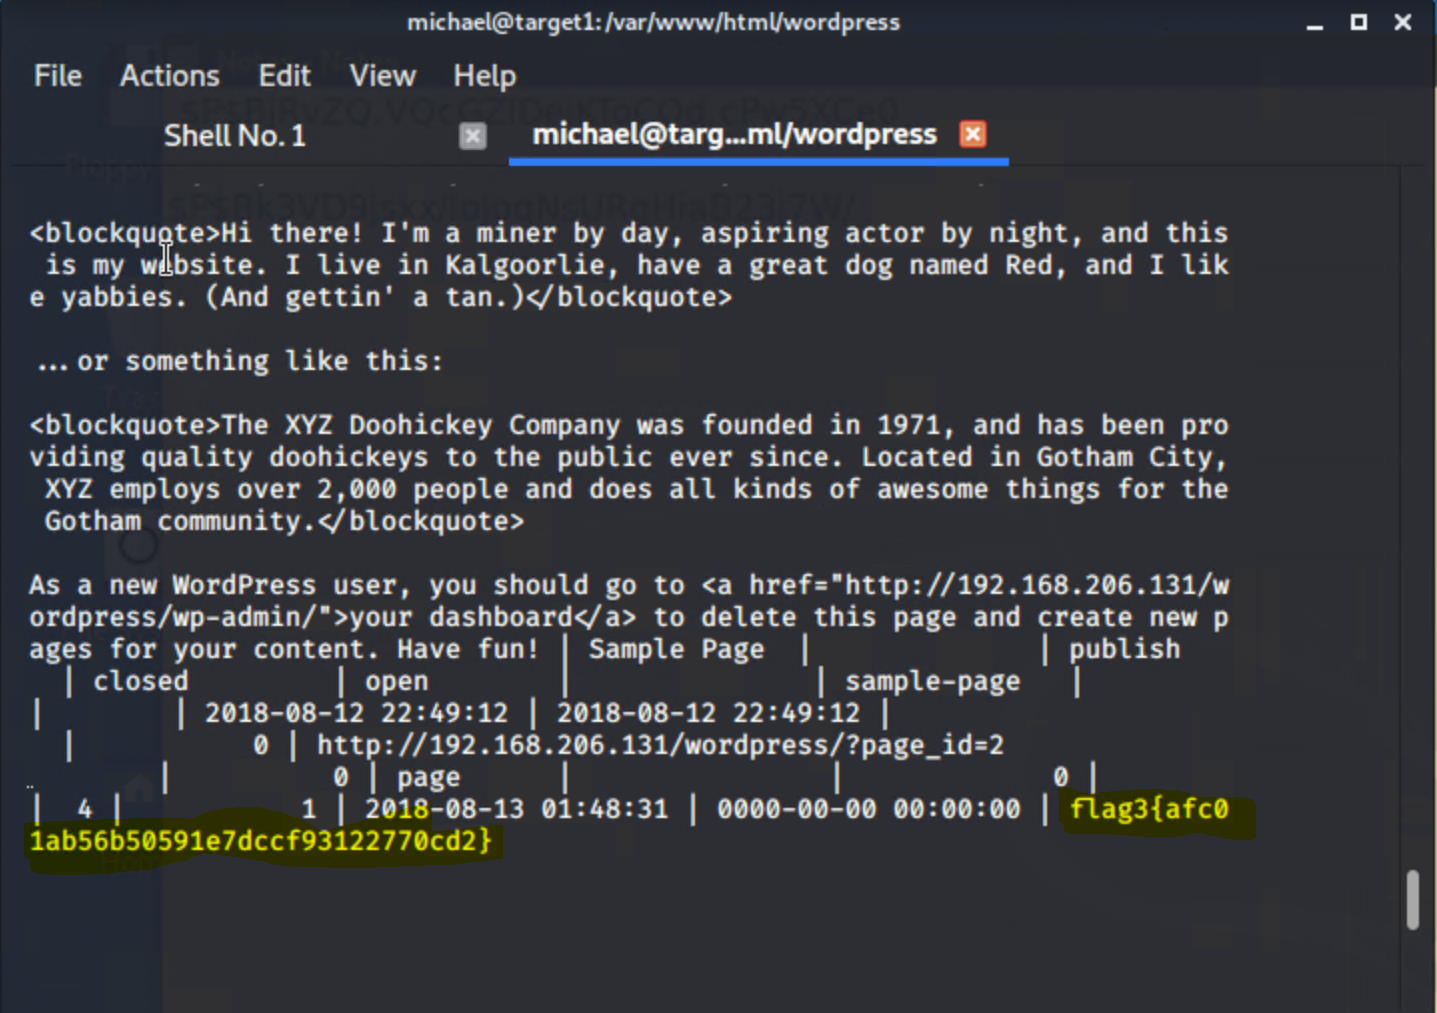 michael@target1:/var/www/html/wordpress
File Actions Edit View Help
Shell No. 1 michael@targ...ml/wordpress
<blockquote>Hi there! I'm a miner by day, aspiring actor by night, and this
is my website. I live in Kalgoorlie, have a great dog named Red, and I lik
e yabbies. (And gettin' a tan.)</blockquote>
...or something like this:
<blockquote>The XYZ Doohickey Company was founded in 1971, and has been pro
viding quality doohickeys to the public ever since. Located in Gotham City,
XYZ employs over 2,000 people and does all kinds of awesome things for the
Gotham community.</blockquote>
As a new WordPress user, you should go to <a href="http://192.168.206.131/w
ordpress/wp-admin/">your dashboard</a> to delete this page and create new p
ages for your content. Have fun! | Sample Page | | publish
| closed | open | | sample-page |
| | 2018-08-12 22:49:12 | 2018-08-12 22:49:12 |
| 0 | http://192.168.206.131/wordpress/?page_id=2
| 0 | page | | 0 |
| 4 | 1 | 2018-08-13 01:48:31 | 0000-00-00 00:00:00 | flag3{afc0
1ab56b50591e7dccf93122770cd2}